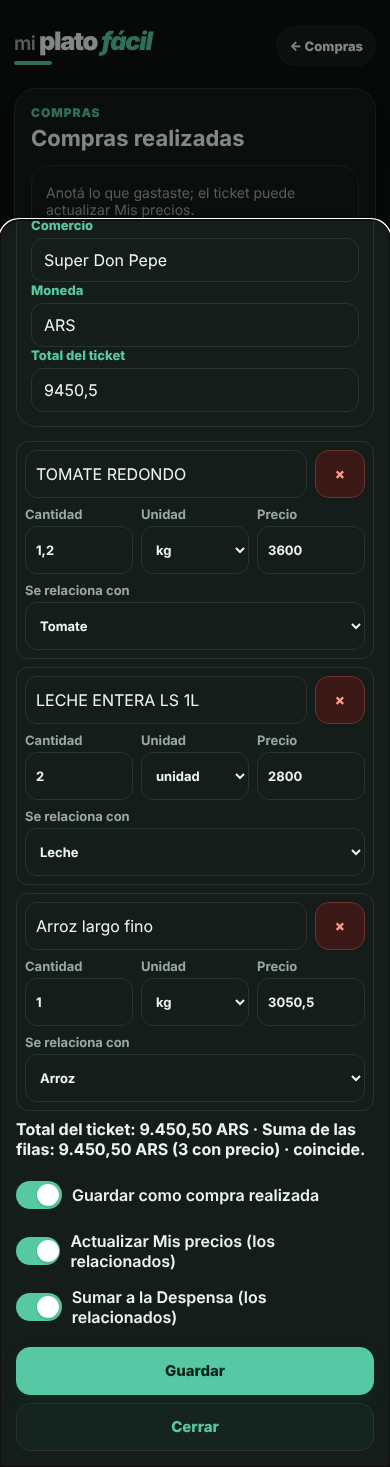 mi plato fácil
← Compras
COMPRAS
Compras realizadas
Anotá lo que gastaste; el ticket puede
actualizar Mis precios.
Comercio
Super Don Pepe
Moneda
ARS
Total del ticket
9450,5
TOMATE REDONDO
×
Cantidad Unidad Precio
1,2 kg 3600
Se relaciona con
Tomate
LECHE ENTERA LS 1L
×
Cantidad Unidad Precio
2 unidad 2800
Se relaciona con
Leche
Arroz largo fino
×
Cantidad Unidad Precio
1 kg 3050,5
Se relaciona con
Arroz
Total del ticket: 9.450,50 ARS · Suma de las
filas: 9.450,50 ARS (3 con precio) · coincide.
Guardar como compra realizada
Actualizar Mis precios (los
relacionados)
Sumar a la Despensa (los
relacionados)
Guardar
Cerrar